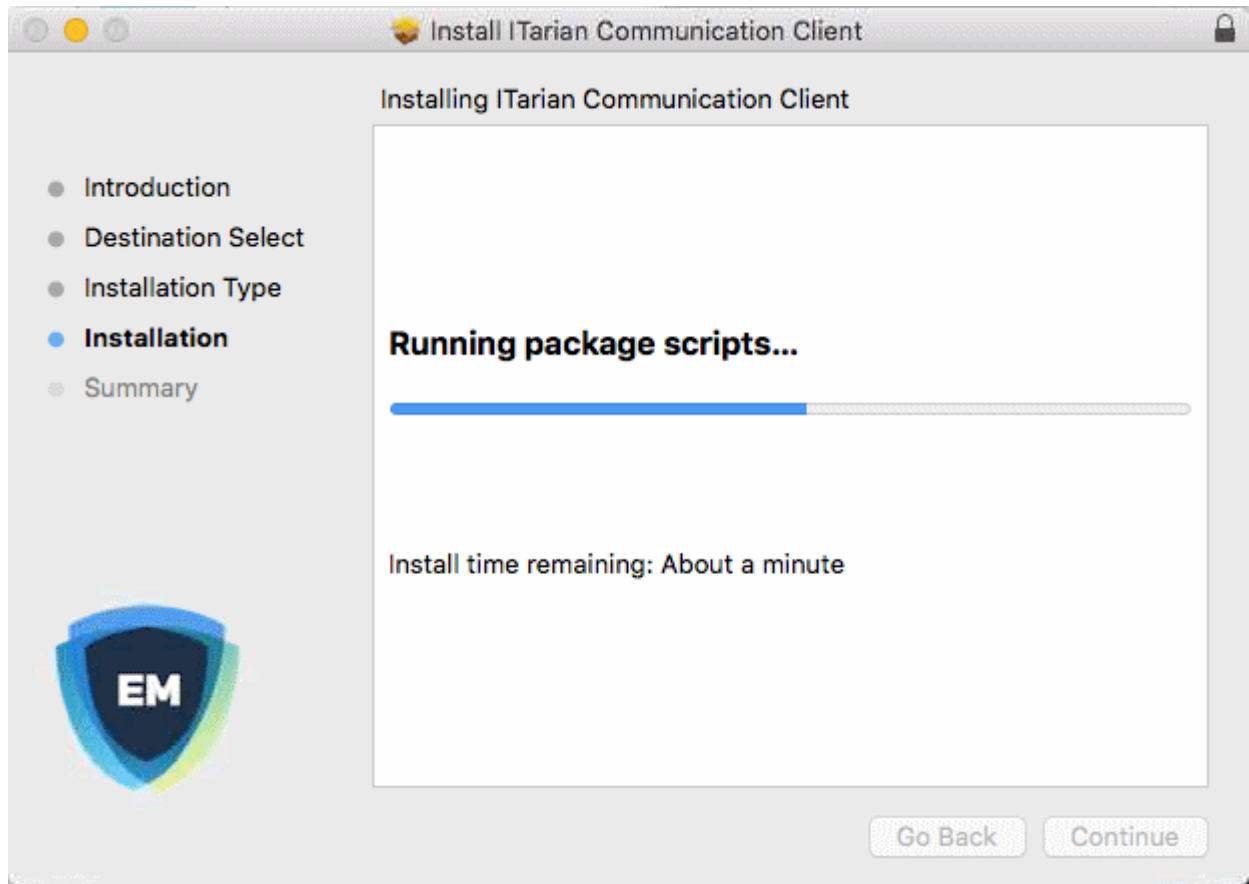 Install ITarian Communication Client
Installing ITarian Communication Client
Introduction
Destination Select
Installation Type
Installation
Summary
Running package scripts...
Install time remaining: About a minute
EM
Go Back
Continue